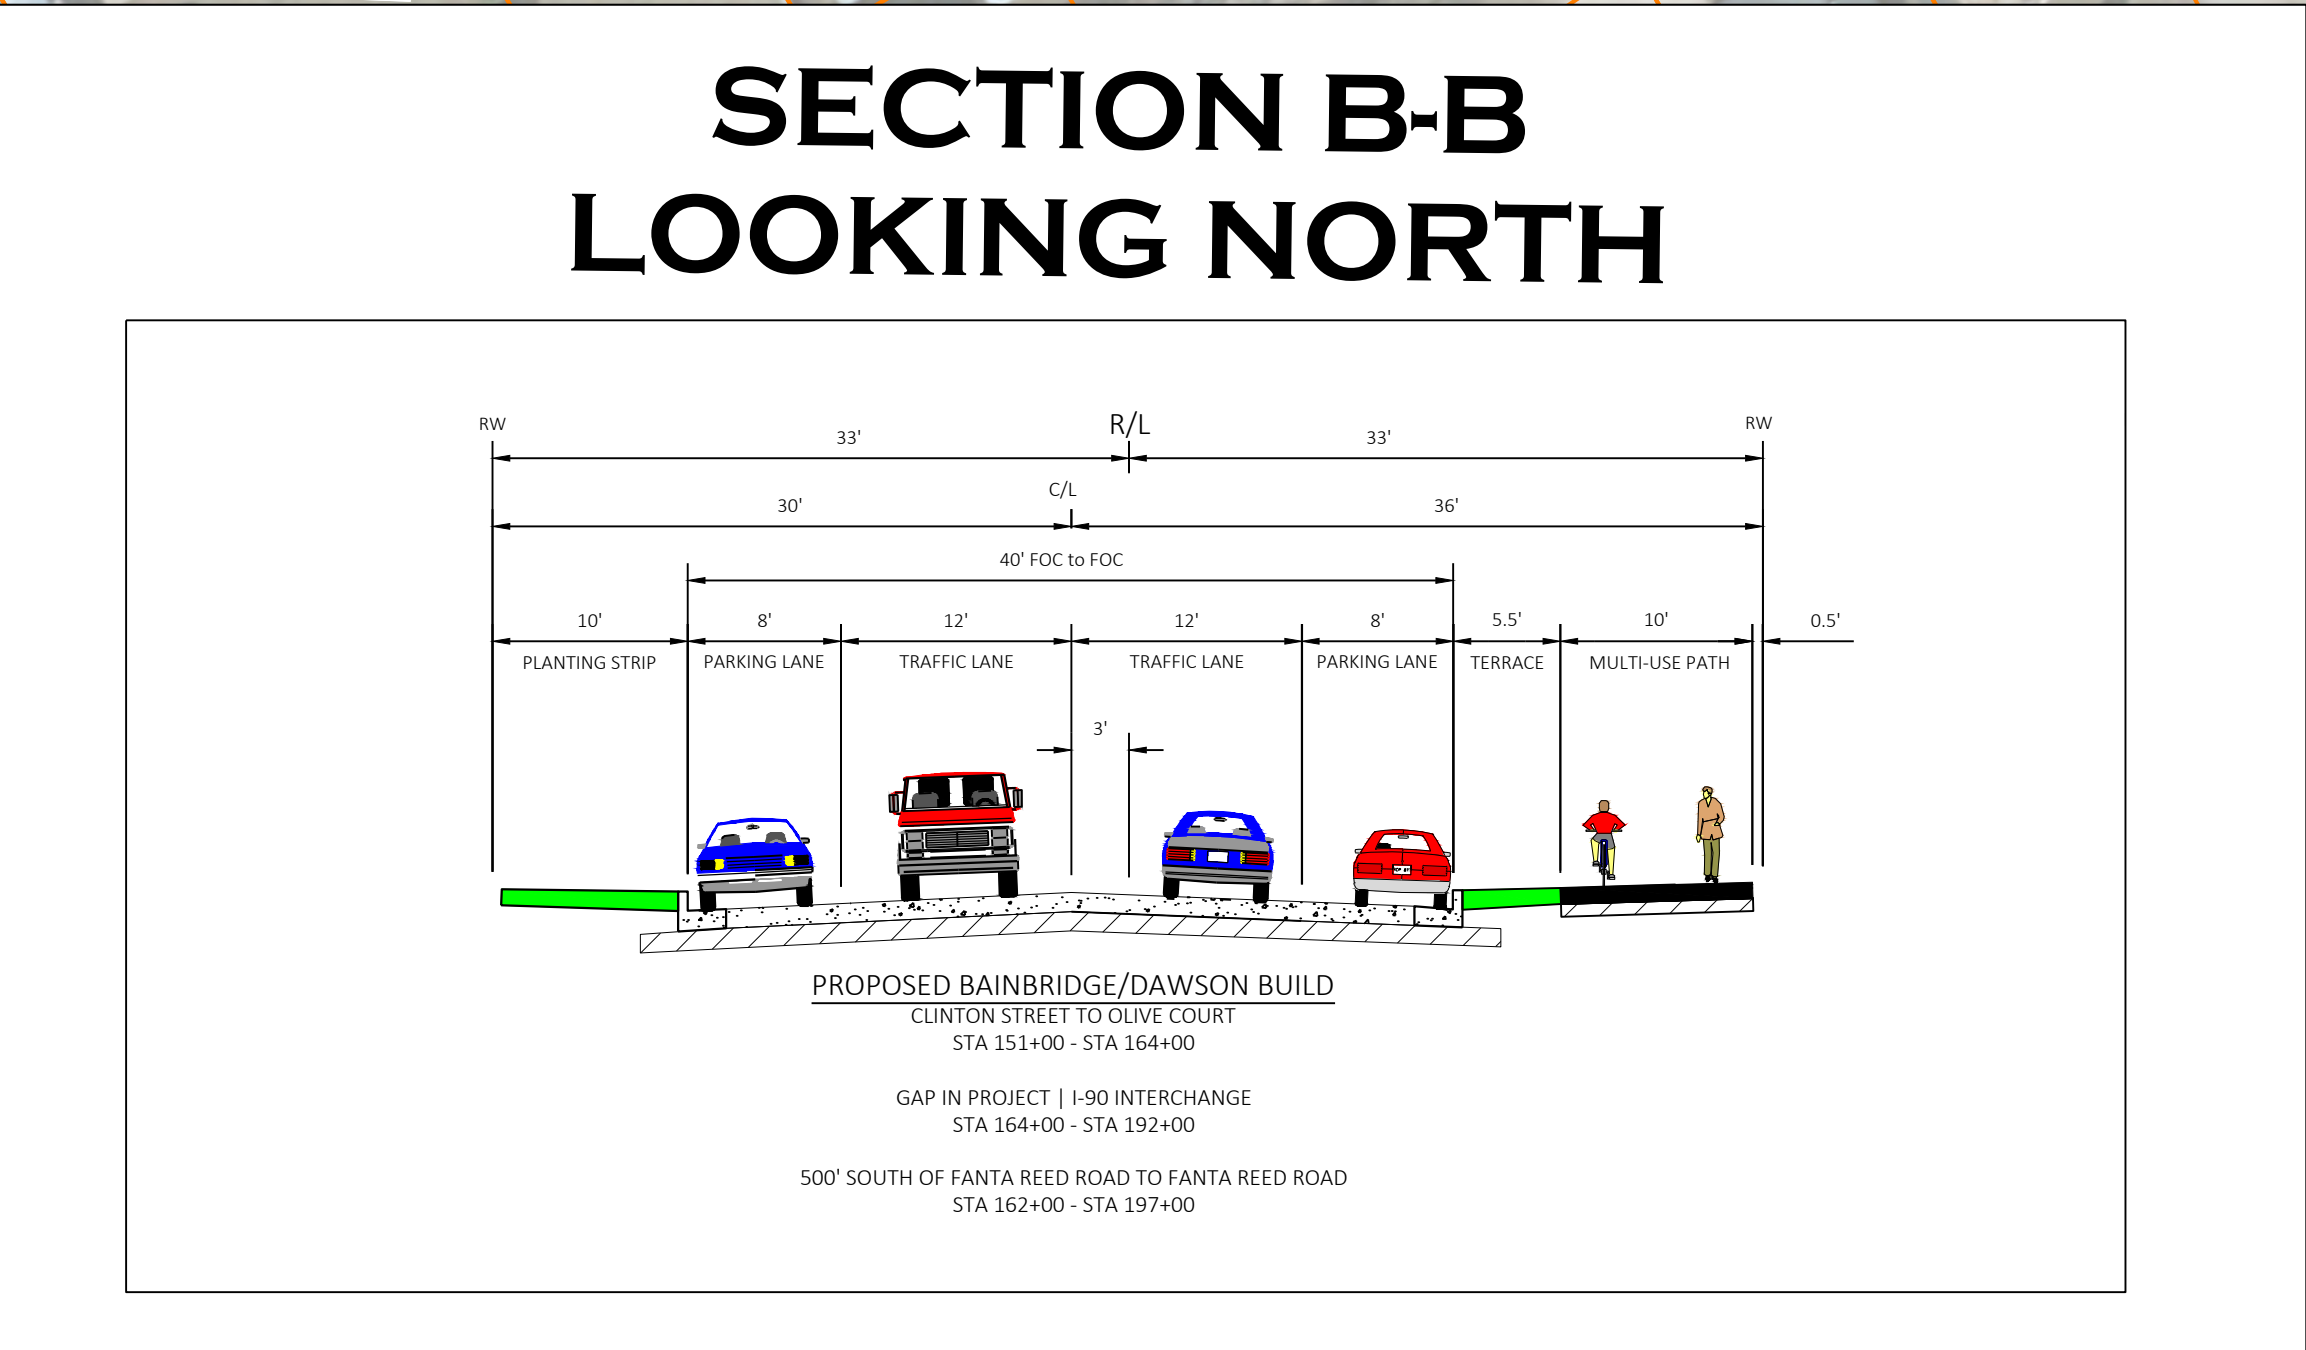 SECTION B-B
LOOKING NORTH
RW
R/L
RW
33'
33'
C/L
30'
36'
40' FOC to FOC
10'
8'
12'
12'
8'
5.5'
10'
0.5'
PLANTING STRIP
PARKING LANE
TRAFFIC LANE
TRAFFIC LANE
PARKING LANE
TERRACE
MULTI-USE PATH
3'
PROPOSED BAINBRIDGE/DAWSON BUILD
CLINTON STREET TO OLIVE COURT
STA 151+00 - STA 164+00
GAP IN PROJECT | I-90 INTERCHANGE
STA 164+00 - STA 192+00
500' SOUTH OF FANTA REED ROAD TO FANTA REED ROAD
STA 162+00 - STA 197+00